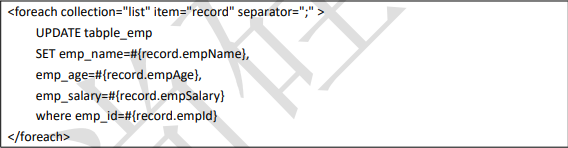 <foreach collection="list" item="record" separator=";" >
UPDATE tabple_emp
SET emp_name=#{record.empName},
emp_age=#{record.empAge},
emp_salary=#{record.empSalary}
where emp_id=#{record.empId}
</foreach>